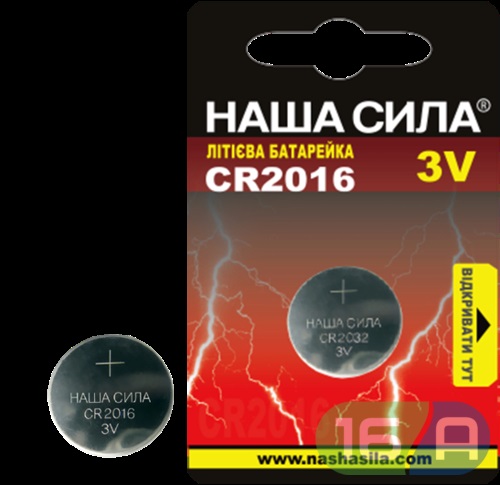 НАША СИЛА®
ЛІТІЄВА БАТАРЕЙКА
CR2016
3V
+
НАША СИЛА
CR2032
3V
ВІДКРИВАТИ ТУТ
+
НАША СИЛА
CR2016
3V
CR2016
16A
www.nashasila.com